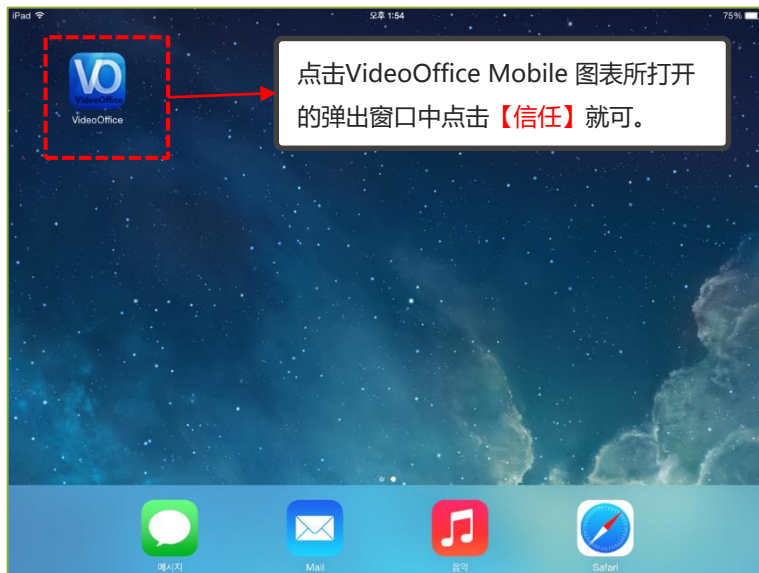 iPad
오후 1:54
75%
VO
VideoOffice
VideoOffice
点击VideoOffice Mobile 图表所打开
的弹出窗口中点击【信任】就可。
메시지
Mail
음악
Safari